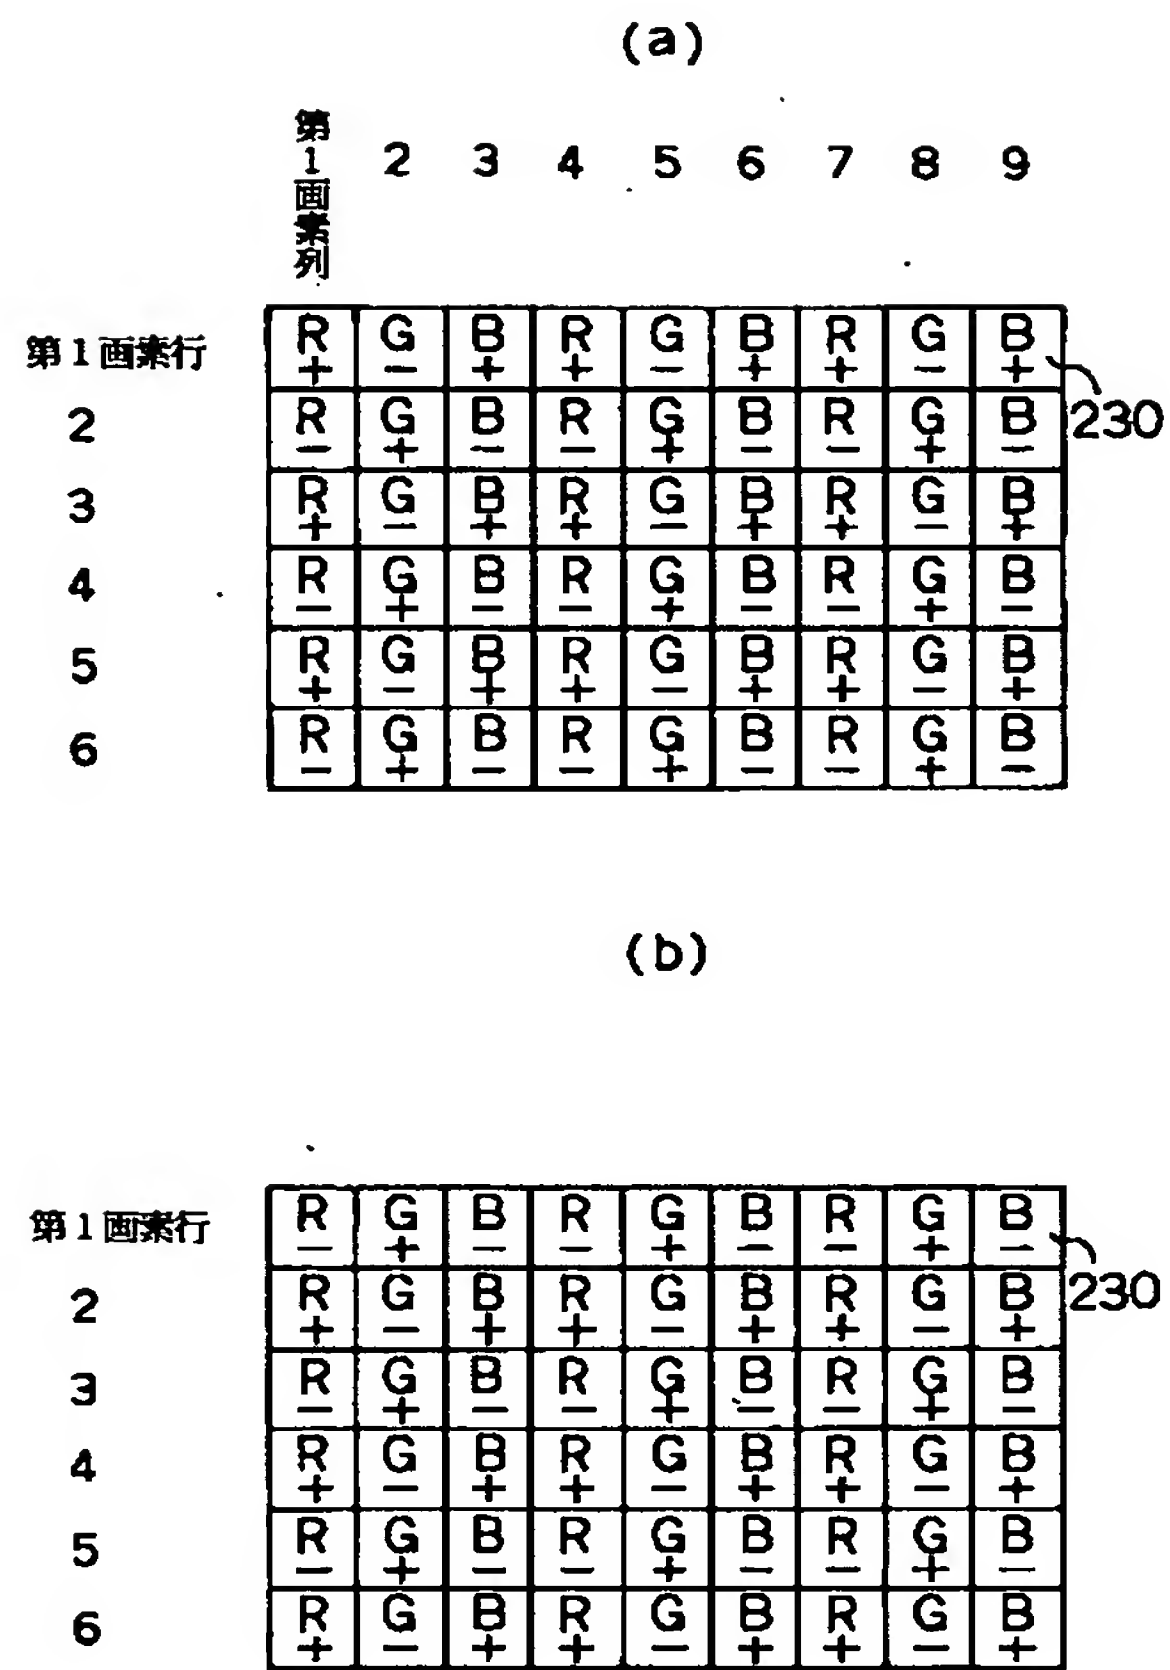 (a)
第1画素列 2 3 4 5 6 7 8 9
第1画素行 R+ G− B+ R+ G− B+ R+ G− B+
230
2 R− G+ B− R− G+ B− R− G+ B−
3 R+ G− B+ R+ G− B+ R+ G− B+
4 R− G+ B− R− G+ B− R− G+ B−
5 R+ G− B+ R+ G− B+ R+ G− B+
6 R− G+ B− R− G+ B− R− G+ B−
(b)
第1画素行 R− G+ B− R− G+ B− R− G+ B−
230
2 R+ G− B+ R+ G− B+ R+ G− B+
3 R− G+ B− R− G+ B− R− G+ B−
4 R+ G− B+ R+ G− B+ R+ G− B+
5 R− G+ B− R− G+ B− R− G+ B−
6 R+ G− B+ R+ G− B+ R+ G− B+